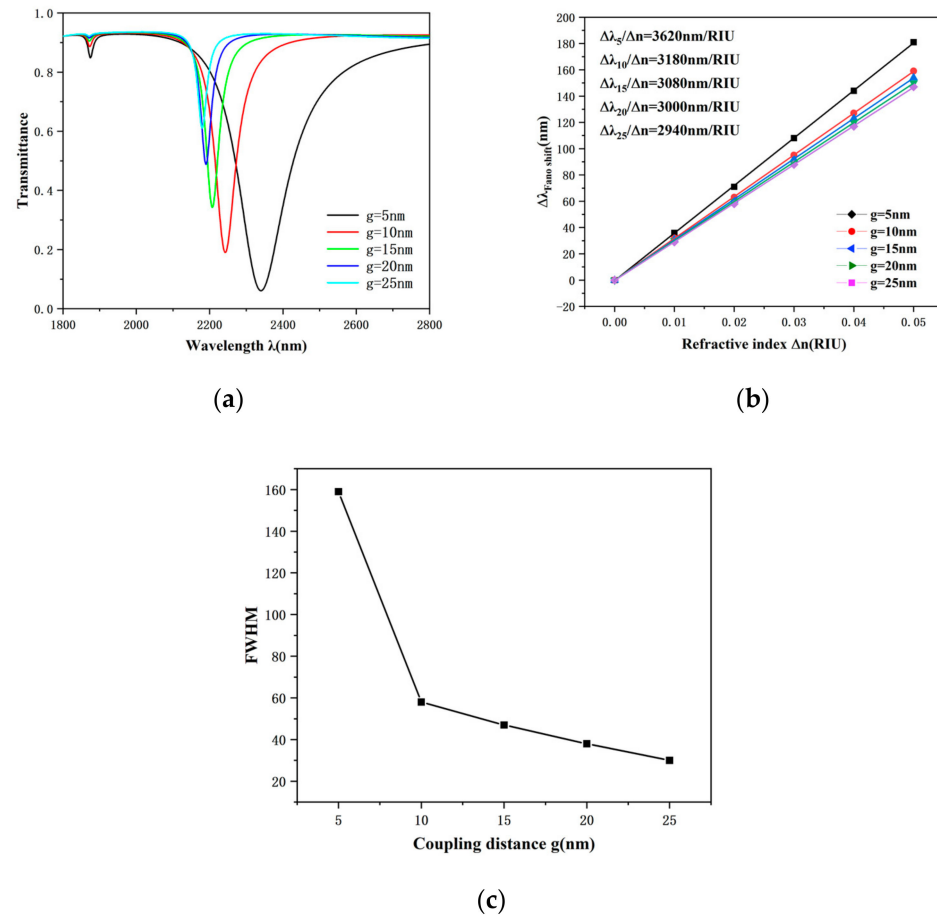 1.0
0.8
0.6
0.4
0.2
0.0
Transmittance
g=5nm
g=10nm
g=15nm
g=20nm
g=25nm
1800 2000 2200 2400 2600 2800
Wavelength λ(nm)
(a)
200
180
160
140
120
100
80
60
40
20
0
−20
Δλ_Fano shift(nm)
Δλ₅/Δn=3620nm/RIU
Δλ₁₀/Δn=3180nm/RIU
Δλ₁₅/Δn=3080nm/RIU
Δλ₂₀/Δn=3000nm/RIU
Δλ₂₅/Δn=2940nm/RIU
g=5nm
g=10nm
g=15nm
g=20nm
g=25nm
0.00 0.01 0.02 0.03 0.04 0.05
Refractive index Δn(RIU)
(b)
160
140
120
100
80
60
40
20
FWHM
5 10 15 20 25
Coupling distance g(nm)
(c)